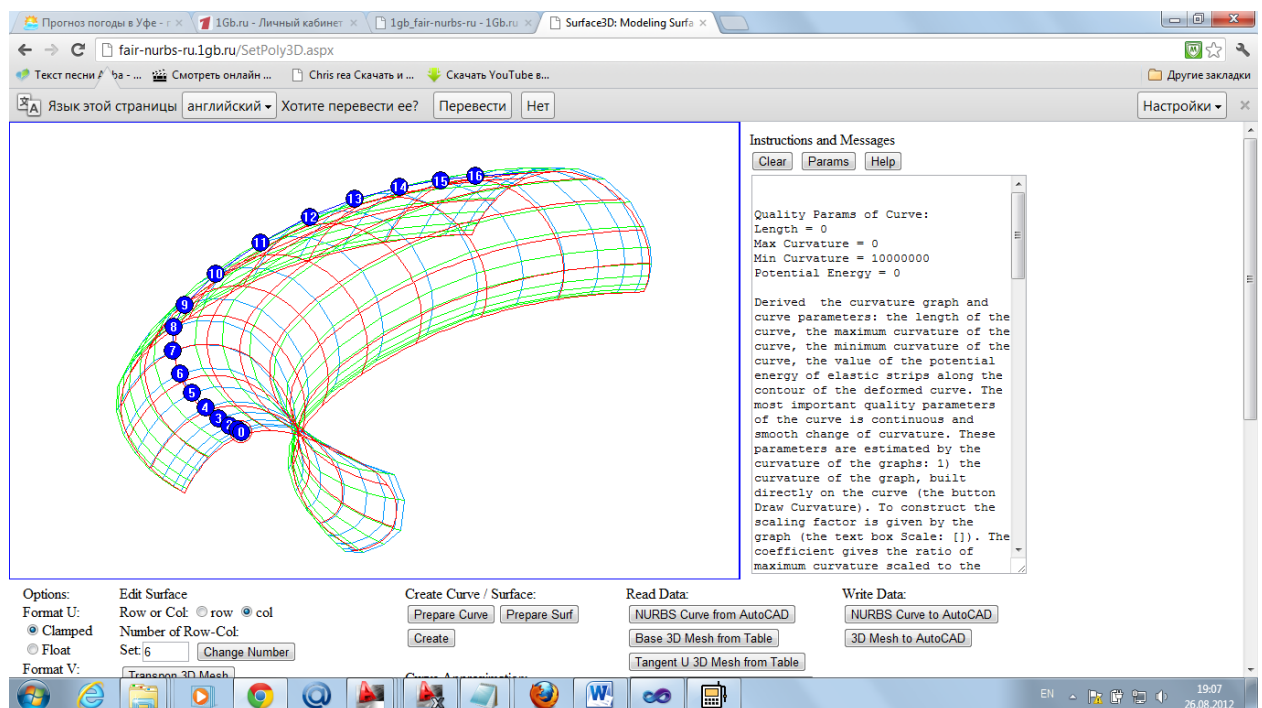 Прогноз погоды в Уфе - г
1Gb.ru - Личный кабинет
1gb_fair-nurbs-ru - 1Gb.ru
Surface3D: Modeling Surfa
fair-nurbs-ru.1gb.ru/SetPoly3D.aspx
Текст песни
ba - ...
Смотреть онлайн ...
Chris rea Скачать и ...
Скачать YouTube в...
Другие закладки
Язык этой страницы английский Хотите перевести ее? Перевести Нет
Настройки
Instructions and Messages
Clear Params Help
Quality Params of Curve:
Length = 0
Max Curvature = 0
Min Curvature = 10000000
Potential Energy = 0
Derived the curvature graph and
curve parameters: the length of the
curve, the maximum curvature of the
curve, the minimum curvature of the
curve, the value of the potential
energy of elastic strips along the
contour of the deformed curve. The
most important quality parameters
of the curve is continuous and
smooth change of curvature. These
parameters are estimated by the
curvature of the graphs: 1) the
curvature of the graph, built
directly on the curve (the button
Draw Curvature). To construct the
scaling factor is given by the
graph (the text box Scale: []). The
coefficient gives the ratio of
maximum curvature scaled to the
16
15
14
13
12
11
10
9
8
7
6
5
4
3
2
0
Options:
Format U:
Clamped
Float
Format V:
Edit Surface
Row or Col: row col
Number of Row-Col:
Set: 6 Change Number
Transpon 3D Mesh
Create Curve / Surface:
Prepare Curve Prepare Surf
Create
Curve Approximation:
Read Data:
NURBS Curve from AutoCAD
Base 3D Mesh from Table
Tangent U 3D Mesh from Table
Write Data:
NURBS Curve to AutoCAD
3D Mesh to AutoCAD
EN
19:07
26.08.2012